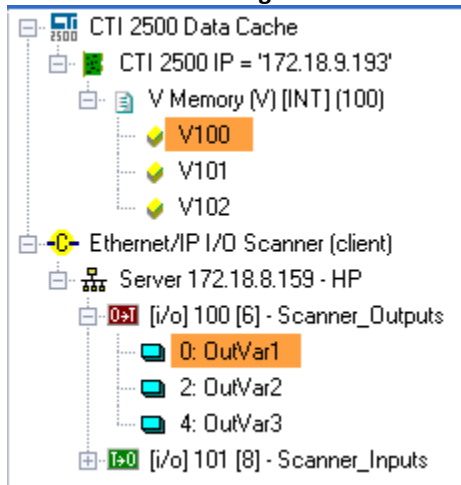 CTI 2500 Data Cache
CTI 2500 IP = '172.18.9.193'
V Memory (V) [INT] (100)
V100
V101
V102
Ethernet/IP I/O Scanner (client)
Server 172.18.8.159 - HP
[i/o] 100 [6] - Scanner_Outputs
0: OutVar1
2: OutVar2
4: OutVar3
[i/o] 101 [8] - Scanner_Inputs